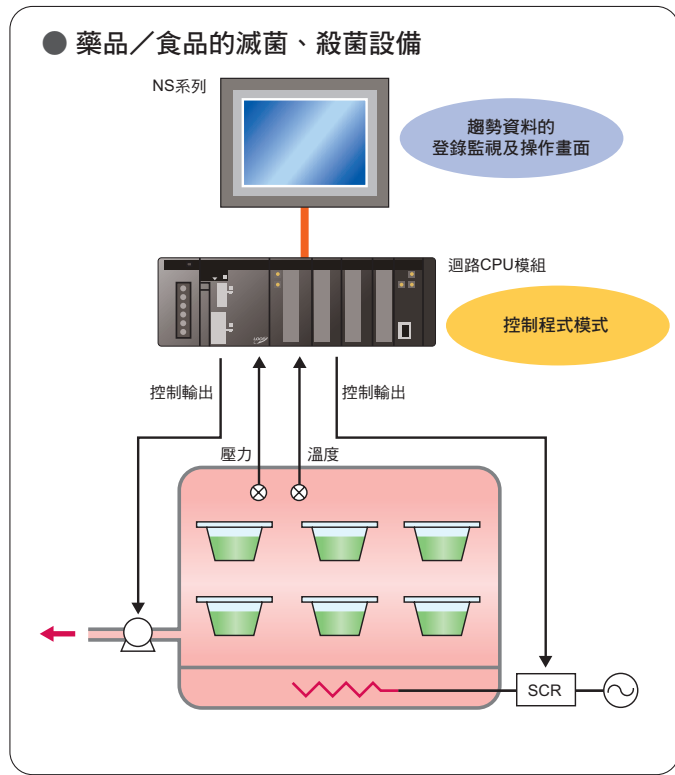 ● 藥品／食品的滅菌、殺菌設備
NS系列
趨勢資料的
登錄監視及操作畫面
迴路CPU模組
控制程式模式
控制輸出
控制輸出
壓力
溫度
SCR